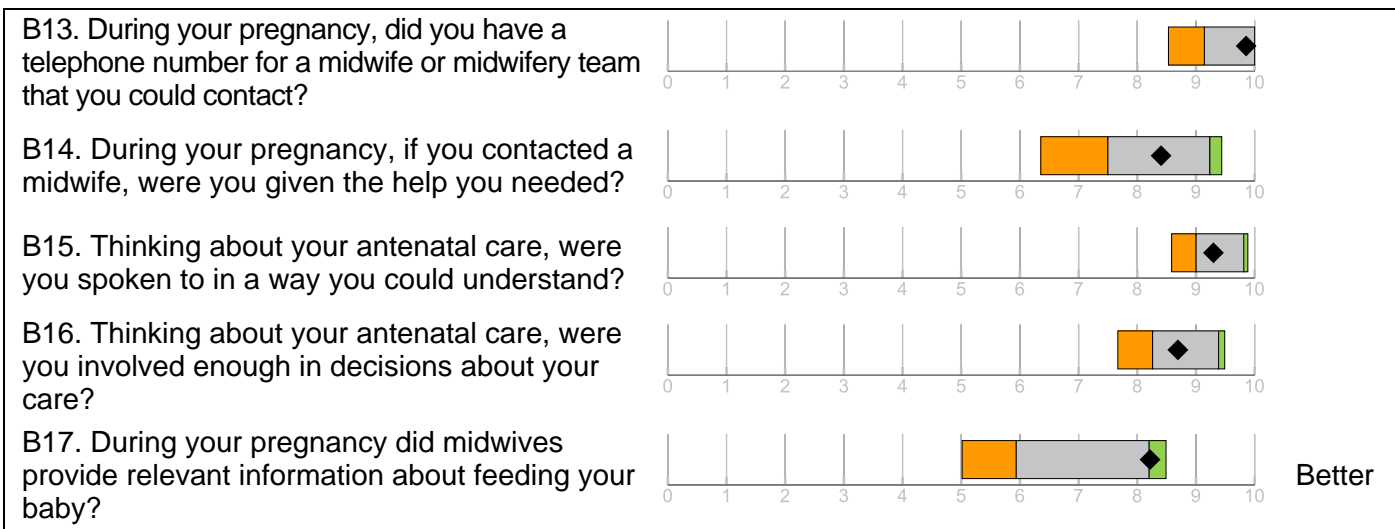 B13. During your pregnancy, did you have a
telephone number for a midwife or midwifery team
that you could contact?
0 1 2 3 4 5 6 7 8 9 10
B14. During your pregnancy, if you contacted a
midwife, were you given the help you needed?
0 1 2 3 4 5 6 7 8 9 10
B15. Thinking about your antenatal care, were
you spoken to in a way you could understand?
0 1 2 3 4 5 6 7 8 9 10
B16. Thinking about your antenatal care, were
you involved enough in decisions about your
care?
0 1 2 3 4 5 6 7 8 9 10
B17. During your pregnancy did midwives
provide relevant information about feeding your
baby?
0 1 2 3 4 5 6 7 8 9 10
Better